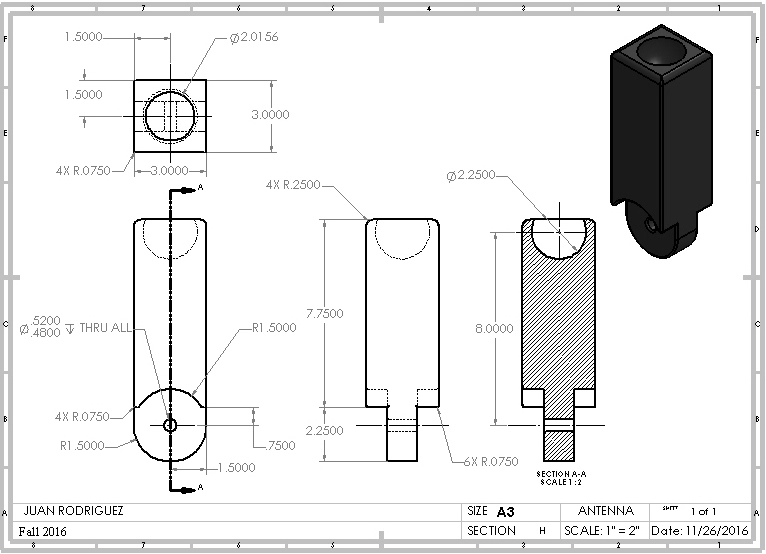 8 7 6 5 4 3 2 1
F F
1.5000
⌀2.0156
1.5000
3.0000
E E
4X R.0750
3.0000
A
4X R.2500
⌀2.2500
D D
7.7500
8.0000
C C
⌀.5200
.4800 ↧ THRU ALL
R1.5000
4X R.0750
B B
R1.5000
.7500
2.2500
1.5000
6X R.0750
A
SECTION A-A
SCALE 1 : 2
JUAN RODRIGUEZ SIZE A3 ANTENNA SHEET 1 of 1
A A
Fall 2016 SECTION H SCALE: 1" = 2" Date: 11/26/2016
8 7 6 5 4 3 2 1